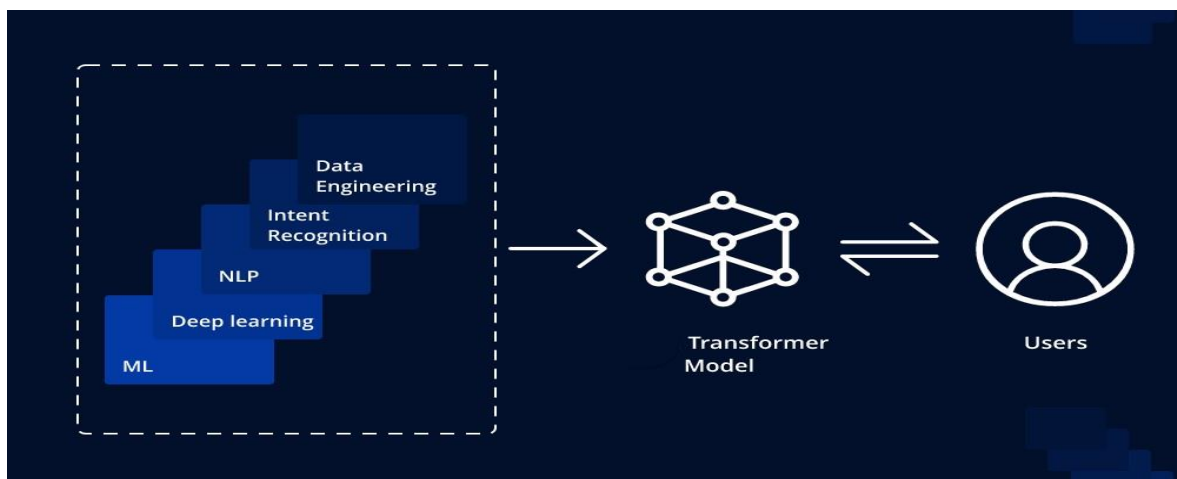 Data
Engineering
Intent
Recognition
NLP
Deep learning
ML
Transformer
Model
Users